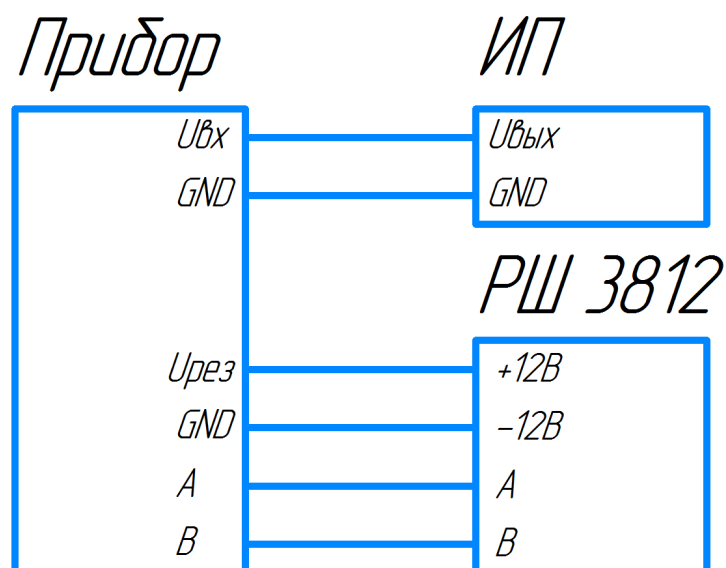 Прибор
ИП
Uвх
Uвых
GND
GND
РШ 3812
Uрез
+12В
GND
-12В
A
A
B
B